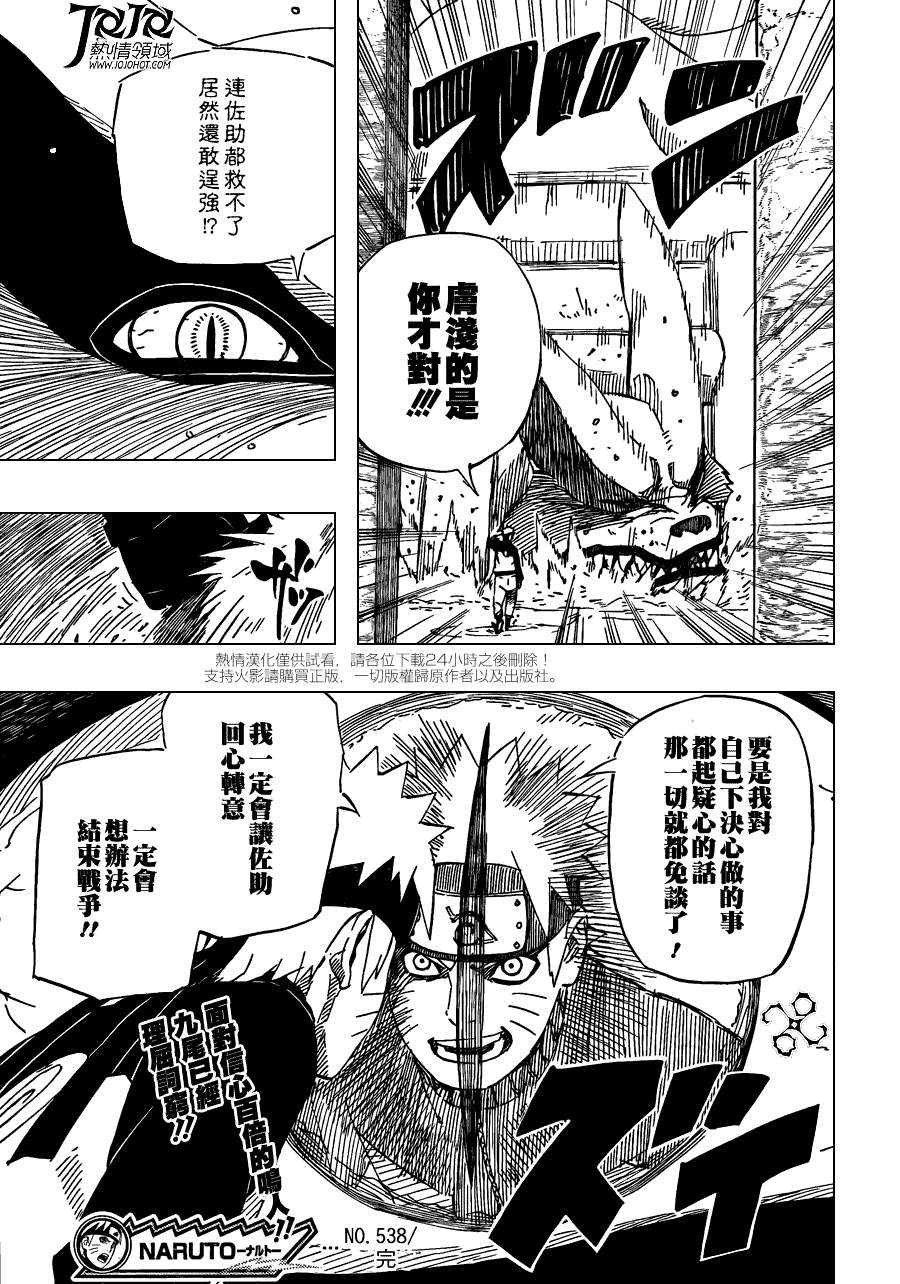 JOJO
熱情領域
WWW.JOJOHOT.COM
ズン
膚淺的是
你才對!!!
連佐助都救不了
居然還敢逞強!?
ザッ
熱情漢化僅供試看，請各位下載24小時之後刪除！
支持火影請購買正版，一切版權歸原作者以及出版社。
要是我對
自己下決心做的事
都起疑心的話
那一切就都免談了！
我一定會讓佐助
回心轉意
一定會
想辦法
結束戰爭!!
ズイ
面對信心百倍的鳴人
九尾已經
理屈詞窮!!
NARUTO—ナルト—
!!
NO.538/
完